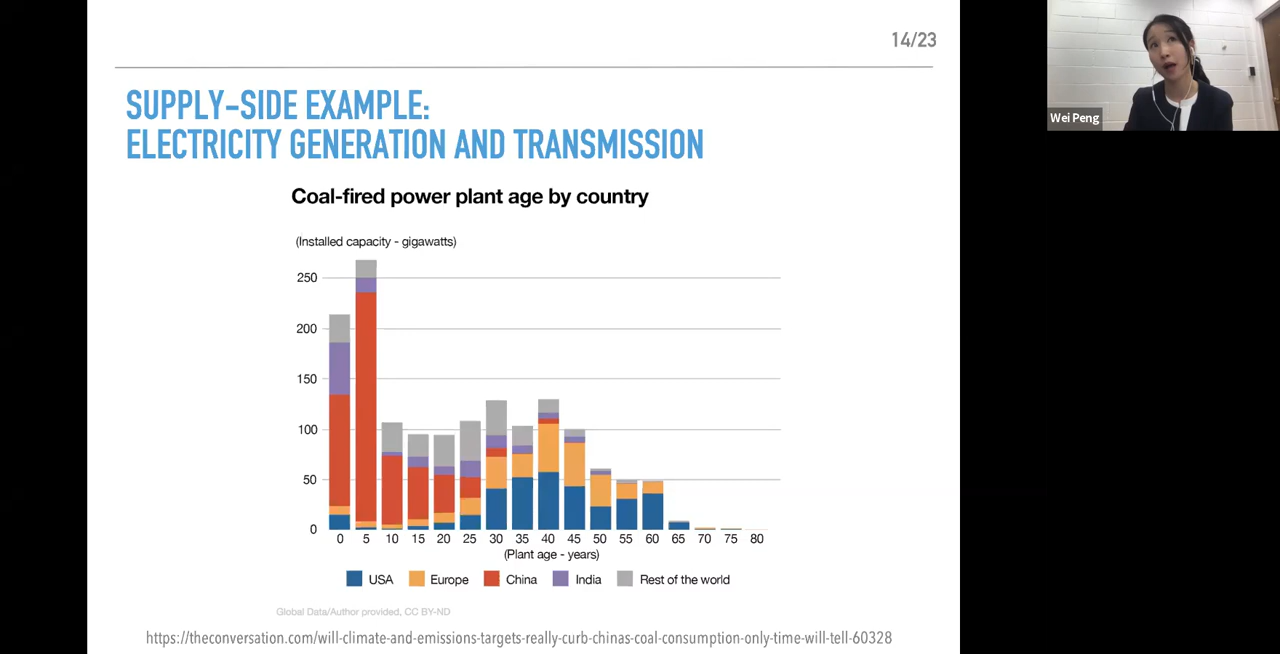 14/23
SUPPLY-SIDE EXAMPLE:
ELECTRICITY GENERATION AND TRANSMISSION
Coal-fired power plant age by country
(Installed capacity - gigawatts)
250
200
150
100
50
0
0 5 10 15 20 25 30 35 40 45 50 55 60 65 70 75 80
(Plant age - years)
USA Europe China India Rest of the world
Global Data/Author provided, CC BY-ND
https://theconversation.com/will-climate-and-emissions-targets-really-curb-chinas-coal-consumption-only-time-will-tell-60328
Wei Peng